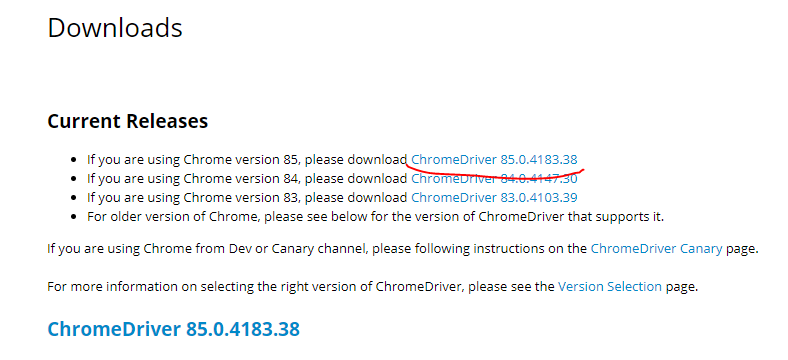 Downloads
Current Releases
• If you are using Chrome version 85, please download ChromeDriver 85.0.4183.38
• If you are using Chrome version 84, please download ChromeDriver 84.0.4147.30
• If you are using Chrome version 83, please download ChromeDriver 83.0.4103.39
• For older version of Chrome, please see below for the version of ChromeDriver that supports it.
If you are using Chrome from Dev or Canary channel, please following instructions on the ChromeDriver Canary page.
For more information on selecting the right version of ChromeDriver, please see the Version Selection page.
ChromeDriver 85.0.4183.38